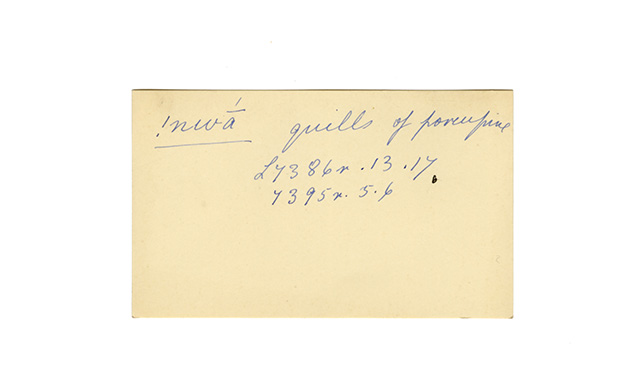 !nwá quills of porcupine
L7386r.13.17
7395r.5.6